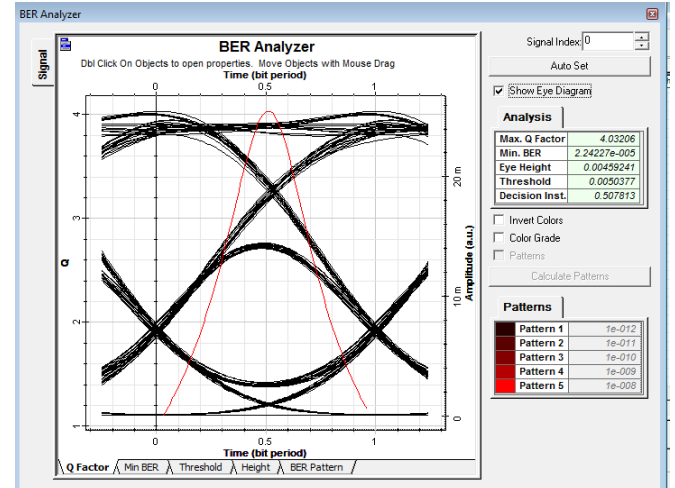 BER Analyzer
Signal
BER Analyzer
Dbl Click On Objects to open properties. Move Objects with Mouse Drag
Time (bit period)
0 0.5 1
Q
4
3
2
1
Amplitude (a.u.)
20 m
10 m
0
0 0.5 1
Time (bit period)
Q Factor Min BER Threshold Height BER Pattern
Signal Index: 0
Auto Set
Show Eye Diagram
Analysis
Max. Q Factor 4.03206
Min. BER 2.24227e-005
Eye Height 0.00459241
Threshold 0.0050377
Decision Inst. 0.507813
Invert Colors
Color Grade
Patterns
Calculate Patterns
Patterns
Pattern 1 1e-012
Pattern 2 1e-011
Pattern 3 1e-010
Pattern 4 1e-009
Pattern 5 1e-008